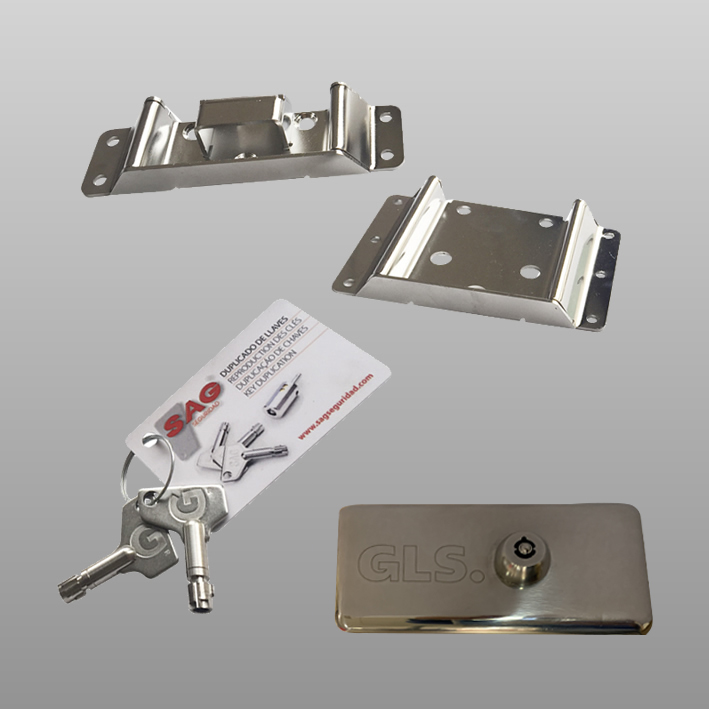 DUPLICADO DE LLAVES
REPRODUCTION DES CLÉS
DUPLICAÇÃO DE CHAVES
KEY DUPLICATION
SAG
SEGURIDAD
www.sagseguridad.com
G
G
GLS.